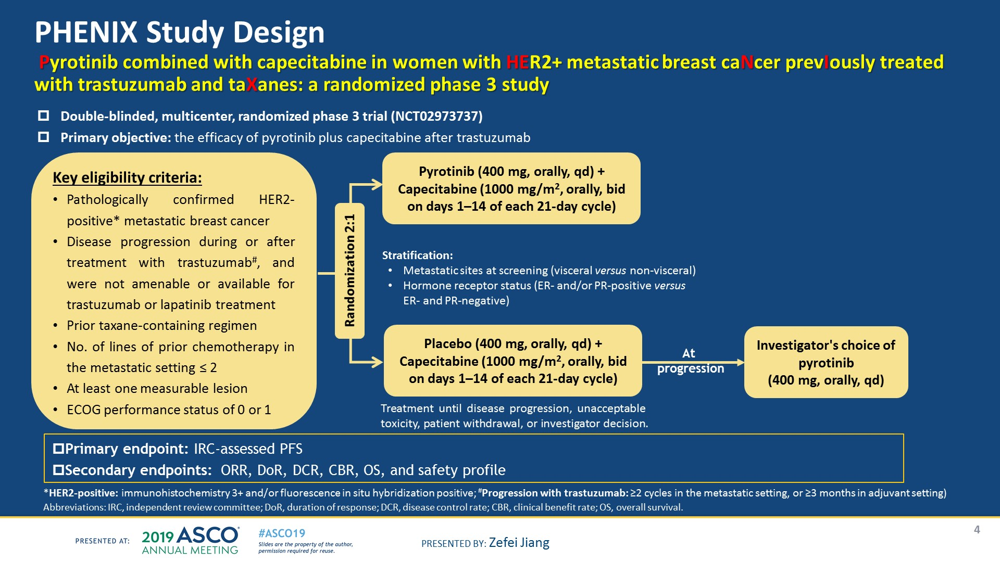 PHENIX Study Design
Pyrotinib combined with capecitabine in women with HER2+ metastatic breast caNcer prevIously treated
with trastuzumab and taXanes: a randomized phase 3 study
Double-blinded, multicenter, randomized phase 3 trial (NCT02973737)
Primary objective: the efficacy of pyrotinib plus capecitabine after trastuzumab
Key eligibility criteria:
• Pathologically confirmed HER2-
positive* metastatic breast cancer
• Disease progression during or after
treatment with trastuzumab#, and
were not amenable or available for
trastuzumab or lapatinib treatment
• Prior taxane-containing regimen
• No. of lines of prior chemotherapy in
the metastatic setting ≤ 2
• At least one measurable lesion
• ECOG performance status of 0 or 1
Randomization 2:1
Pyrotinib (400 mg, orally, qd) +
Capecitabine (1000 mg/m², orally, bid
on days 1–14 of each 21-day cycle)
Stratification:
• Metastatic sites at screening (visceral versus non-visceral)
• Hormone receptor status (ER- and/or PR-positive versus
ER- and PR-negative)
Placebo (400 mg, orally, qd) +
Capecitabine (1000 mg/m², orally, bid
on days 1–14 of each 21-day cycle)
At
progression
Investigator's choice of
pyrotinib
(400 mg, orally, qd)
Treatment until disease progression, unacceptable
toxicity, patient withdrawal, or investigator decision.
Primary endpoint: IRC-assessed PFS
Secondary endpoints: ORR, DoR, DCR, CBR, OS, and safety profile
*HER2-positive: immunohistochemistry 3+ and/or fluorescence in situ hybridization positive; #Progression with trastuzumab: ≥2 cycles in the metastatic setting, or ≥3 months in adjuvant setting)
Abbreviations: IRC, independent review committee; DoR, duration of response; DCR, disease control rate; CBR, clinical benefit rate; OS, overall survival.
PRESENTED AT:
2019 ASCO®
ANNUAL MEETING
#ASCO19
Slides are the property of the author,
permission required for reuse.
PRESENTED BY: Zefei Jiang
4